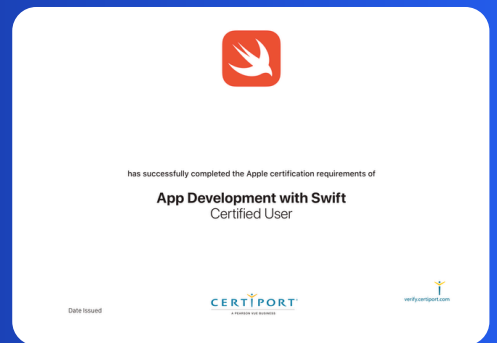 has successfully completed the Apple certification requirements of
App Development with Swift
Certified User
CERTIPORT
A PEARSON VUE BUSINESS
verify.certiport.com
Date Issued